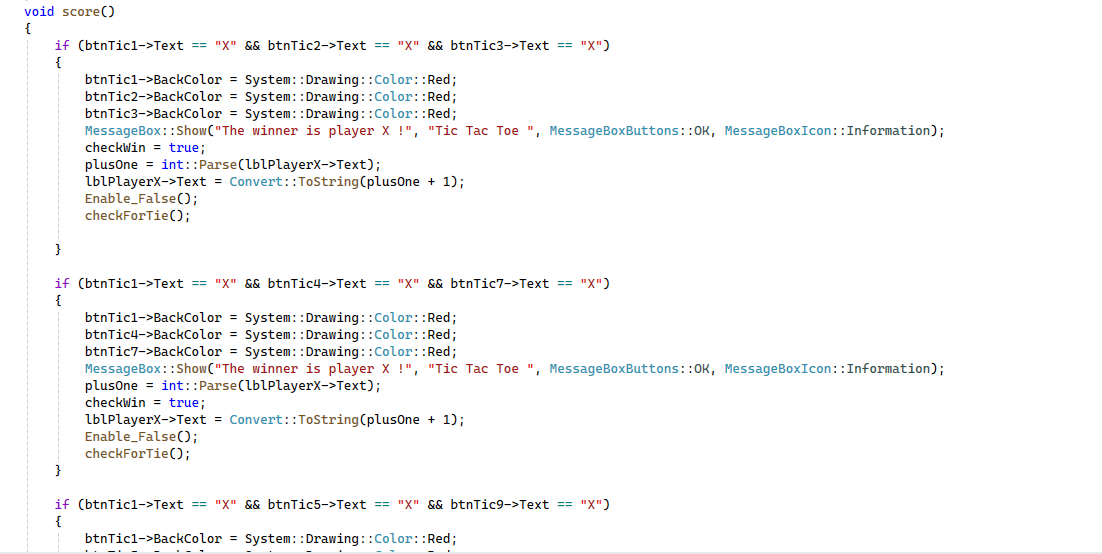 void score()
{
if (btnTic1->Text == "X" && btnTic2->Text == "X" && btnTic3->Text == "X")
{
btnTic1->BackColor = System::Drawing::Color::Red;
btnTic2->BackColor = System::Drawing::Color::Red;
btnTic3->BackColor = System::Drawing::Color::Red;
MessageBox::Show("The winner is player X !", "Tic Tac Toe ", MessageBoxButtons::OK, MessageBoxIcon::Information);
checkWin = true;
plusOne = int::Parse(lblPlayerX->Text);
lblPlayerX->Text = Convert::ToString(plusOne + 1);
Enable_False();
checkForTie();
}
if (btnTic1->Text == "X" && btnTic4->Text == "X" && btnTic7->Text == "X")
{
btnTic1->BackColor = System::Drawing::Color::Red;
btnTic4->BackColor = System::Drawing::Color::Red;
btnTic7->BackColor = System::Drawing::Color::Red;
MessageBox::Show("The winner is player X !", "Tic Tac Toe ", MessageBoxButtons::OK, MessageBoxIcon::Information);
plusOne = int::Parse(lblPlayerX->Text);
checkWin = true;
lblPlayerX->Text = Convert::ToString(plusOne + 1);
Enable_False();
checkForTie();
}
if (btnTic1->Text == "X" && btnTic5->Text == "X" && btnTic9->Text == "X")
{
btnTic1->BackColor = System::Drawing::Color::Red;